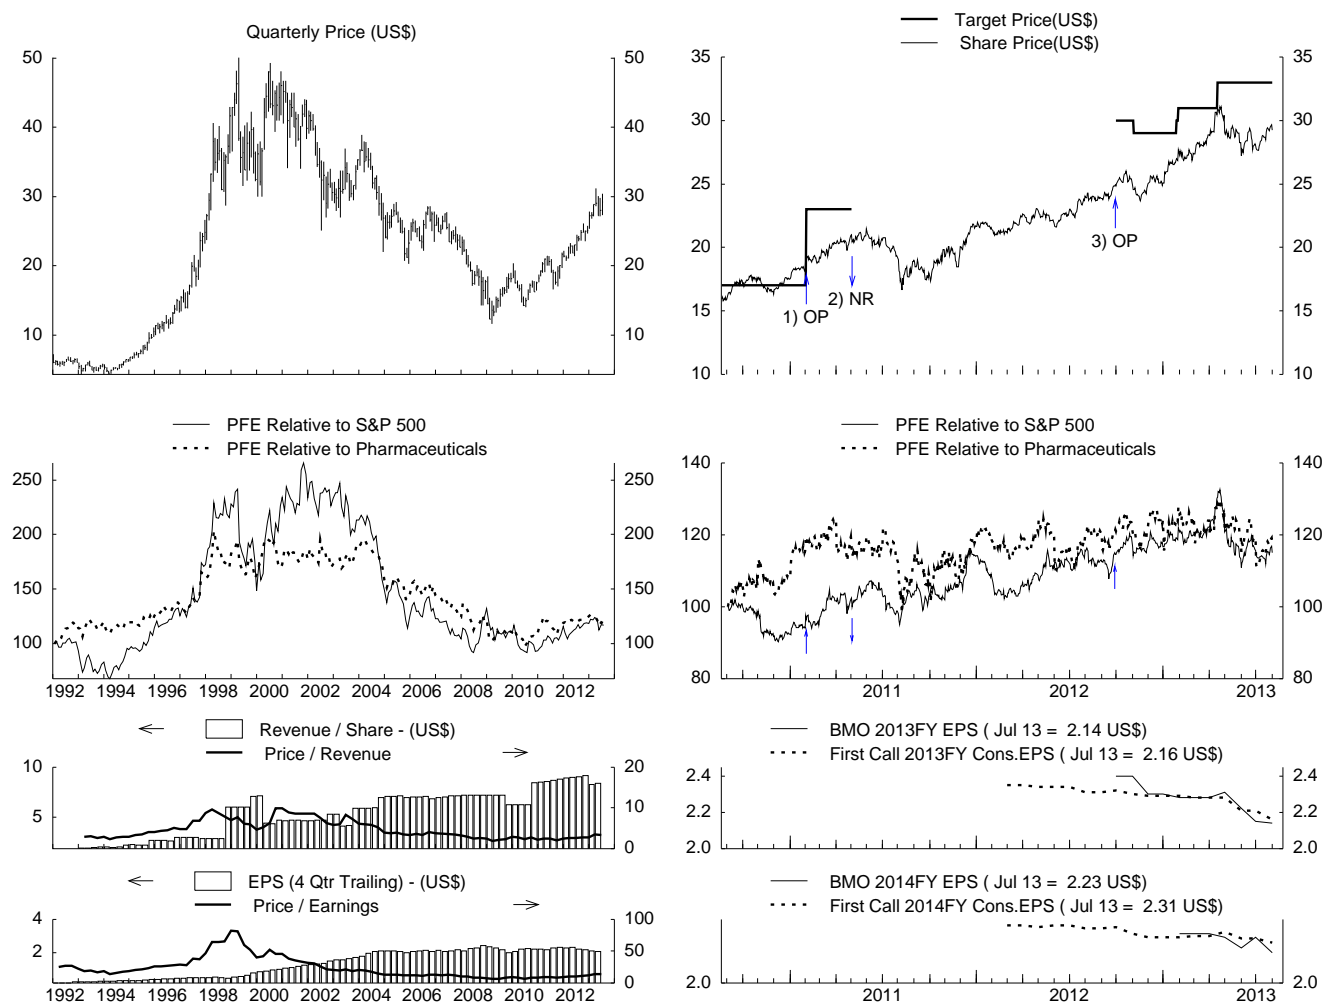 Quarterly Price (US$)
50 50
40 40
30 30
20 20
10 10
Target Price(US$)
Share Price(US$)
35 35
30 30
25 25
20 20
15 15
10 10
1) OP
2) NR
3) OP
PFE Relative to S&P 500
PFE Relative to Pharmaceuticals
250 250
200 200
150 150
100 100
1992 1994 1996 1998 2000 2002 2004 2006 2008 2010 2012
PFE Relative to S&P 500
PFE Relative to Pharmaceuticals
140 140
120 120
100 100
80 80
2011 2012 2013
Revenue / Share - (US$)
Price / Revenue
10 20
5 10
0
BMO 2013FY EPS ( Jul 13 = 2.14 US$)
First Call 2013FY Cons.EPS ( Jul 13 = 2.16 US$)
2.4 2.4
2.2 2.2
2.0 2.0
EPS (4 Qtr Trailing) - (US$)
Price / Earnings
4 100
2 50
0
1992 1994 1996 1998 2000 2002 2004 2006 2008 2010 2012
BMO 2014FY EPS ( Jul 13 = 2.23 US$)
First Call 2014FY Cons.EPS ( Jul 13 = 2.31 US$)
2.0 2.0
2011 2012 2013